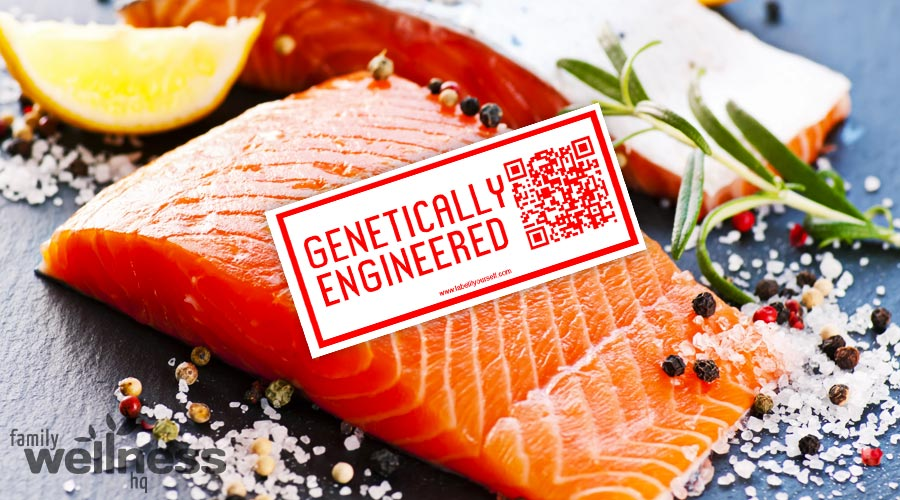 GENETICALLY
ENGINEERED
www.labelityourself.com
family
wellness
hq